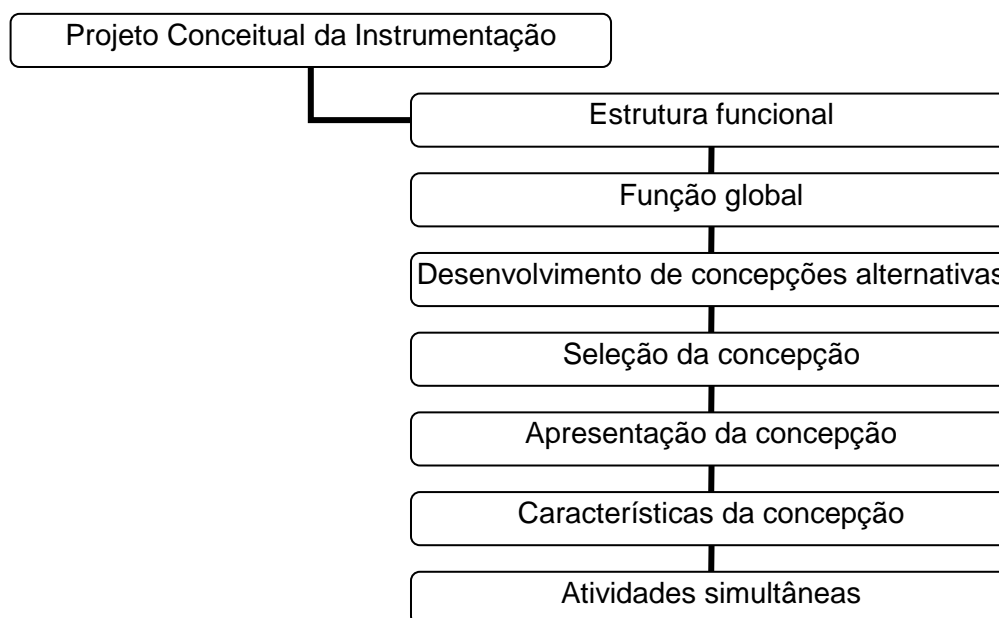 Projeto Conceitual da Instrumentação
Estrutura funcional
Função global
Desenvolvimento de concepções alternativas
Seleção da concepção
Apresentação da concepção
Características da concepção
Atividades simultâneas